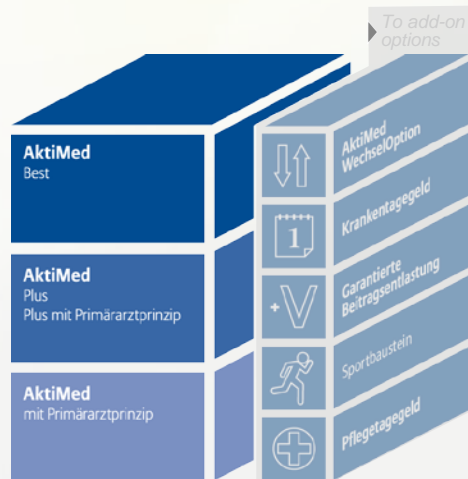 To add-on
options
AktiMed
Best
AktiMed
Plus
Plus mit Primärarztprinzip
AktiMed
mit Primärarztprinzip
AktiMed
WechselOption
1
Krankentagegeld
+V
Garantierte
Beitragsentlastung
Sportbaustein
Pflegetagegeld